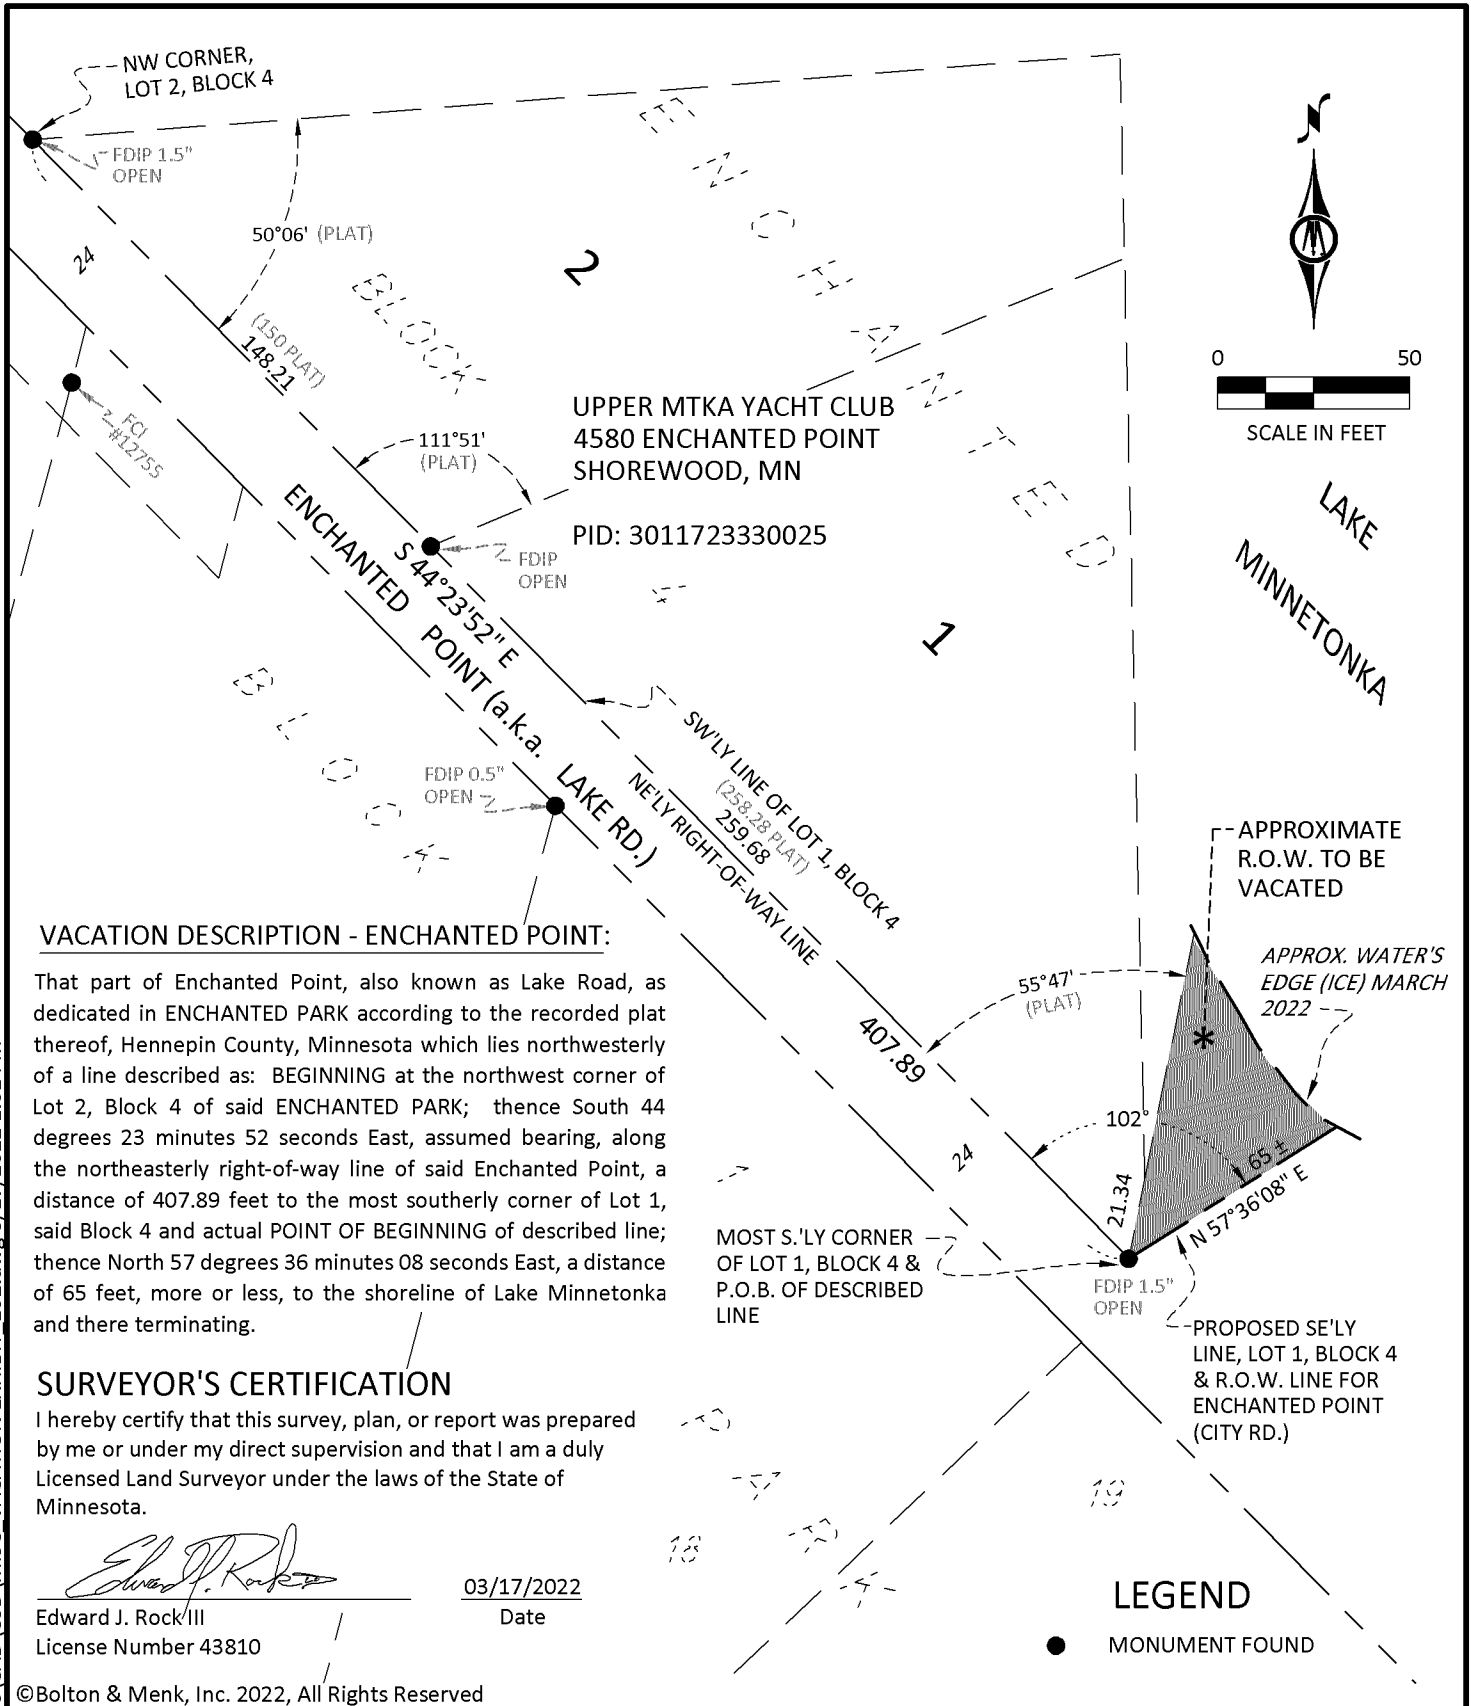 NW CORNER,
LOT 2, BLOCK 4
FDIP 1.5"
OPEN
N
24
50°06' (PLAT)
2
BLOCK
ENCHANTED
(150 PLAT)
148.21
0 50
SCALE IN FEET
FCI
#12755
111°51'
(PLAT)
UPPER MTKA YACHT CLUB
4580 ENCHANTED POINT
SHOREWOOD, MN
PID: 3011723330025
LAKE
MINNETONKA
FDIP
OPEN
4
1
S 44°23'52" E
ENCHANTED POINT (a.k.a. LAKE RD.)
BLOCK
FDIP 0.5"
OPEN
SW'LY LINE OF LOT 1, BLOCK 4
(258.28 PLAT)
259.68
NE'LY RIGHT-OF-WAY LINE
APPROXIMATE
R.O.W. TO BE
VACATED
*
APPROX. WATER'S
EDGE (ICE) MARCH
2022
55°47'
(PLAT)
407.89
102°
65 ±
N 57°36'08" E
21.34
24
1
MOST S.'LY CORNER
OF LOT 1, BLOCK 4 &
P.O.B. OF DESCRIBED
LINE
FDIP 1.5"
OPEN
PROPOSED SE'LY
LINE, LOT 1, BLOCK 4
& R.O.W. LINE FOR
ENCHANTED POINT
(CITY RD.)
VACATION DESCRIPTION - ENCHANTED POINT:
That part of Enchanted Point, also known as Lake Road, as
dedicated in ENCHANTED PARK according to the recorded plat
thereof, Hennepin County, Minnesota which lies northwesterly
of a line described as: BEGINNING at the northwest corner of
Lot 2, Block 4 of said ENCHANTED PARK; thence South 44
degrees 23 minutes 52 seconds East, assumed bearing, along
the northeasterly right-of-way line of said Enchanted Point, a
distance of 407.89 feet to the most southerly corner of Lot 1,
said Block 4 and actual POINT OF BEGINNING of described line;
thence North 57 degrees 36 minutes 08 seconds East, a distance
of 65 feet, more or less, to the shoreline of Lake Minnetonka
and there terminating.
SURVEYOR'S CERTIFICATION
I hereby certify that this survey, plan, or report was prepared
by me or under my direct supervision and that I am a duly
Licensed Land Surveyor under the laws of the State of
Minnesota.
PARK
18
19
Edward J. Rock
03/17/2022
Edward J. Rock III
Date
License Number 43810
LEGEND
MONUMENT FOUND
©Bolton & Menk, Inc. 2022, All Rights Reserved